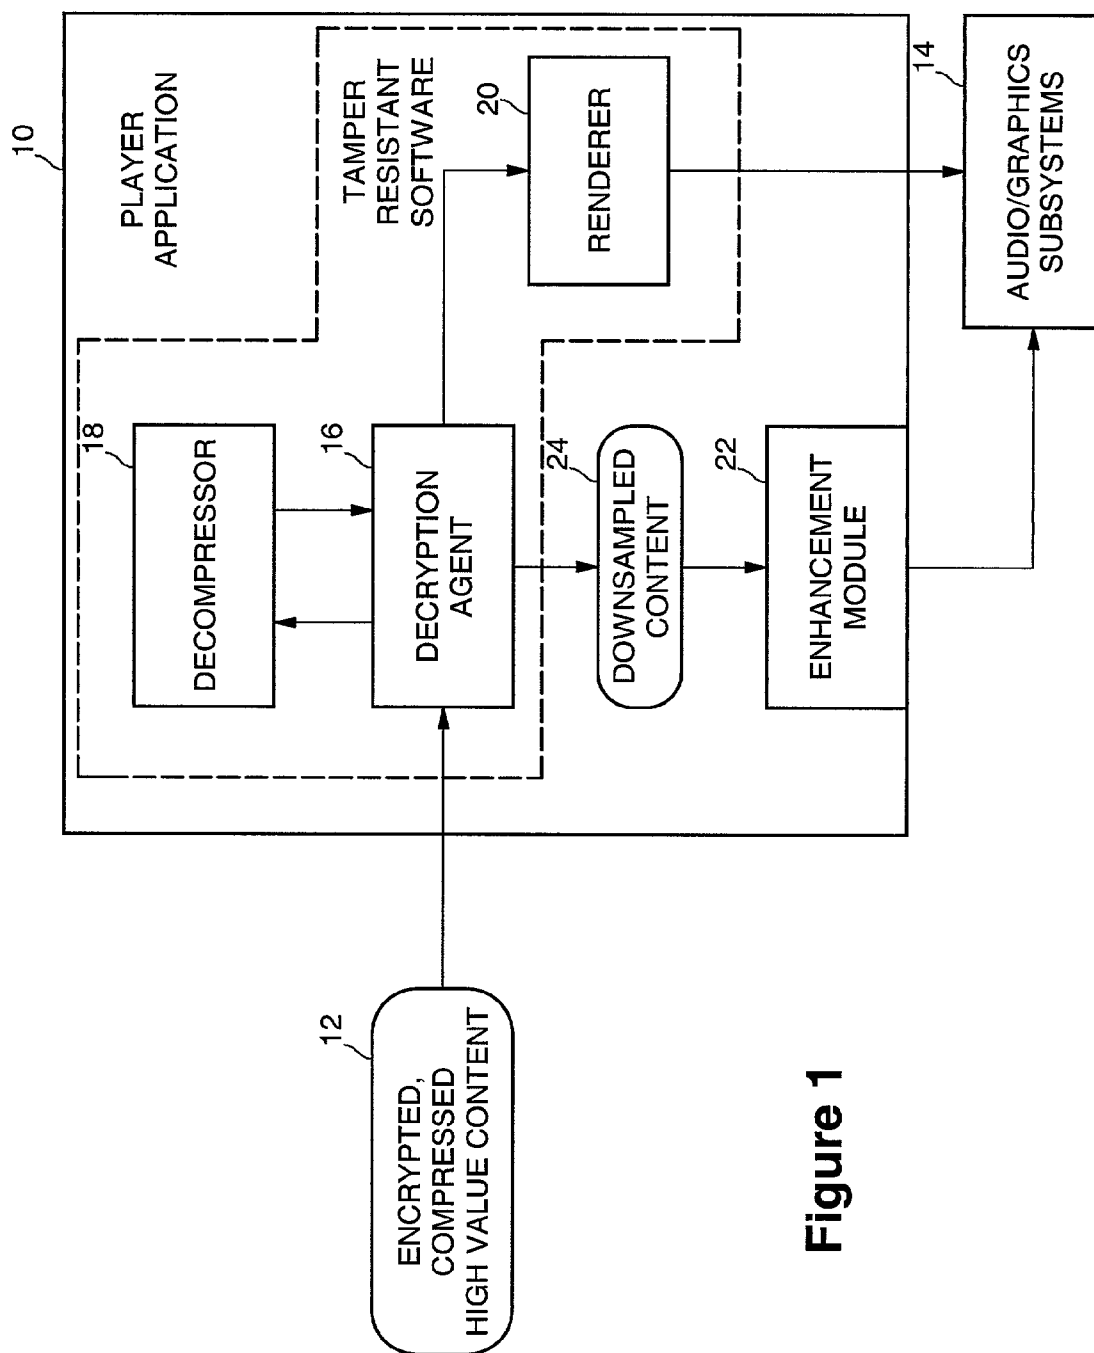 10
PLAYER
APPLICATION
TAMPER
RESISTANT
SOFTWARE
18
DECOMPRESSOR
16
DECRYPTION
AGENT
20
RENDERER
12
ENCRYPTED,
COMPRESSED
HIGH VALUE CONTENT
24
DOWNSAMPLED
CONTENT
22
ENHANCEMENT
MODULE
14
AUDIO/GRAPHICS
SUBSYSTEMS
Figure 1